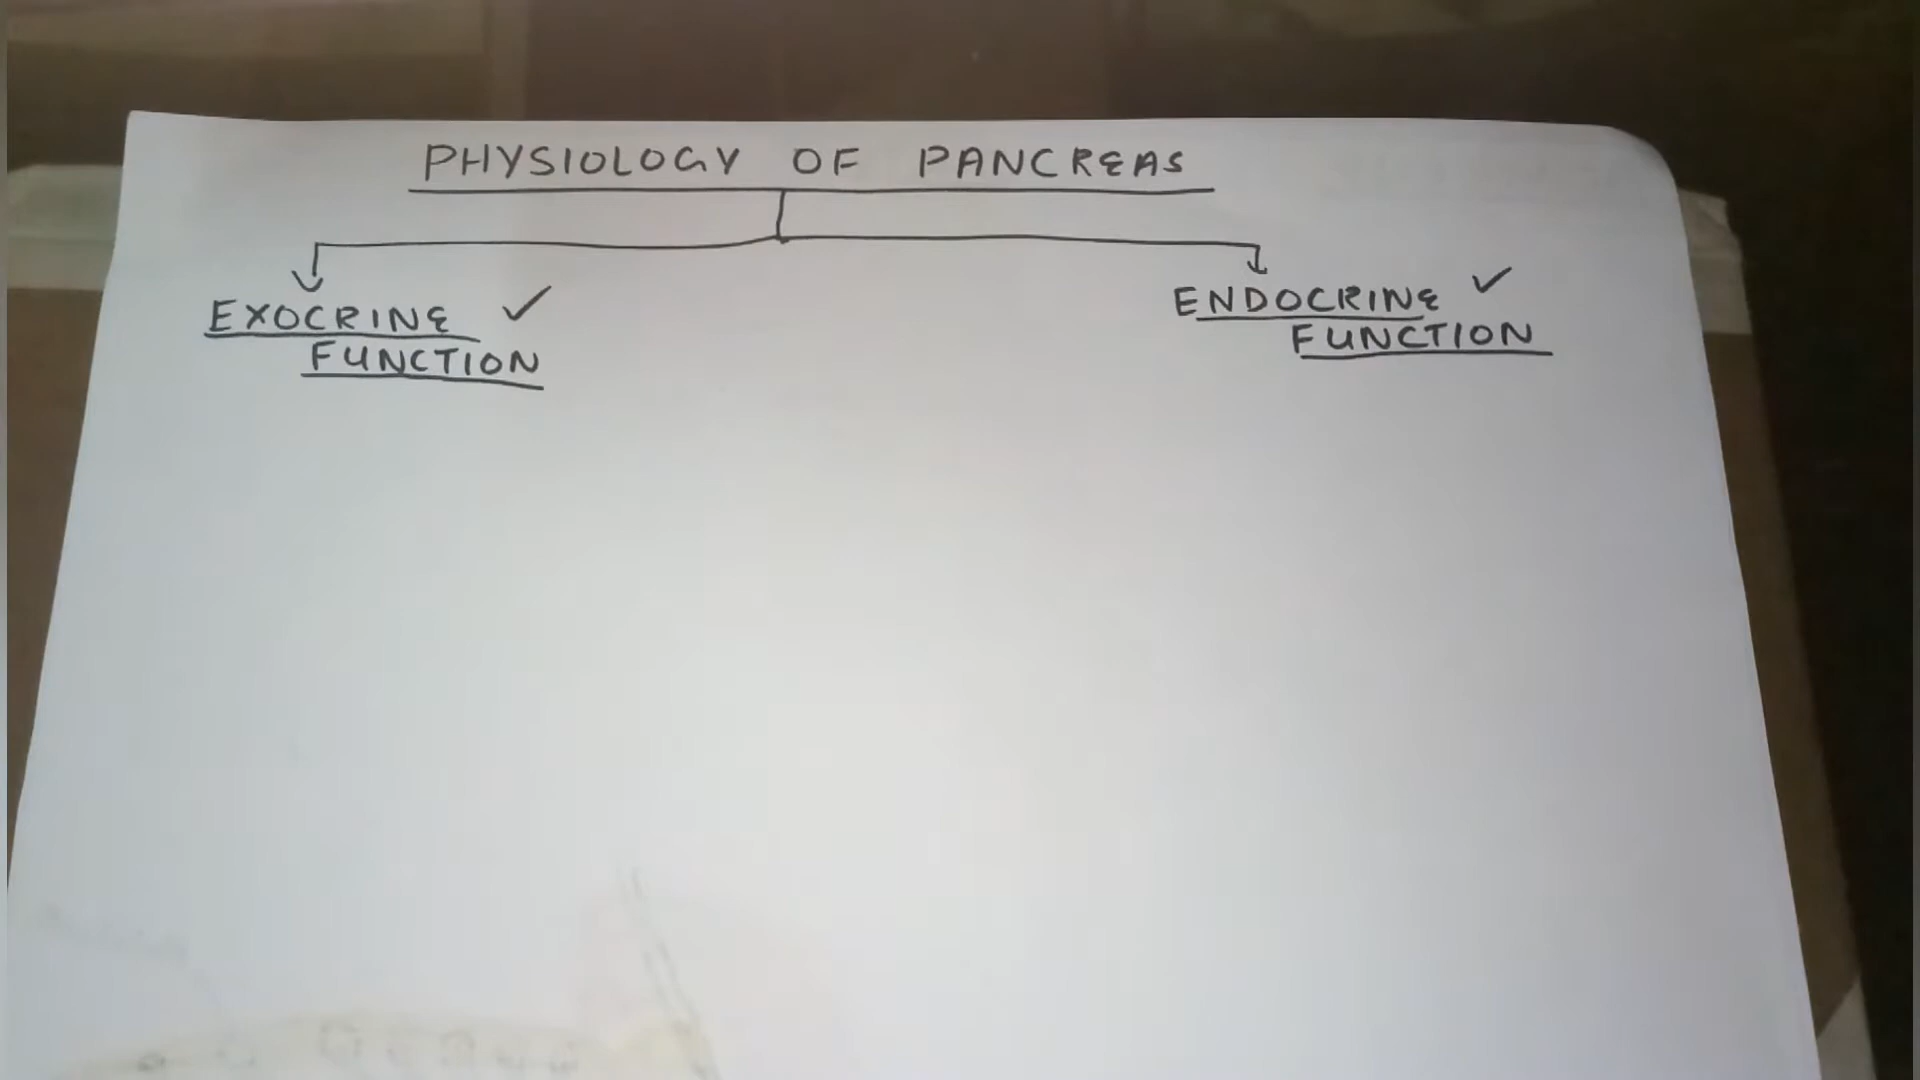 PHYSIOLOGY OF PANCREAS
EXOCRINE ✓
FUNCTION
ENDOCRINE ✓
FUNCTION